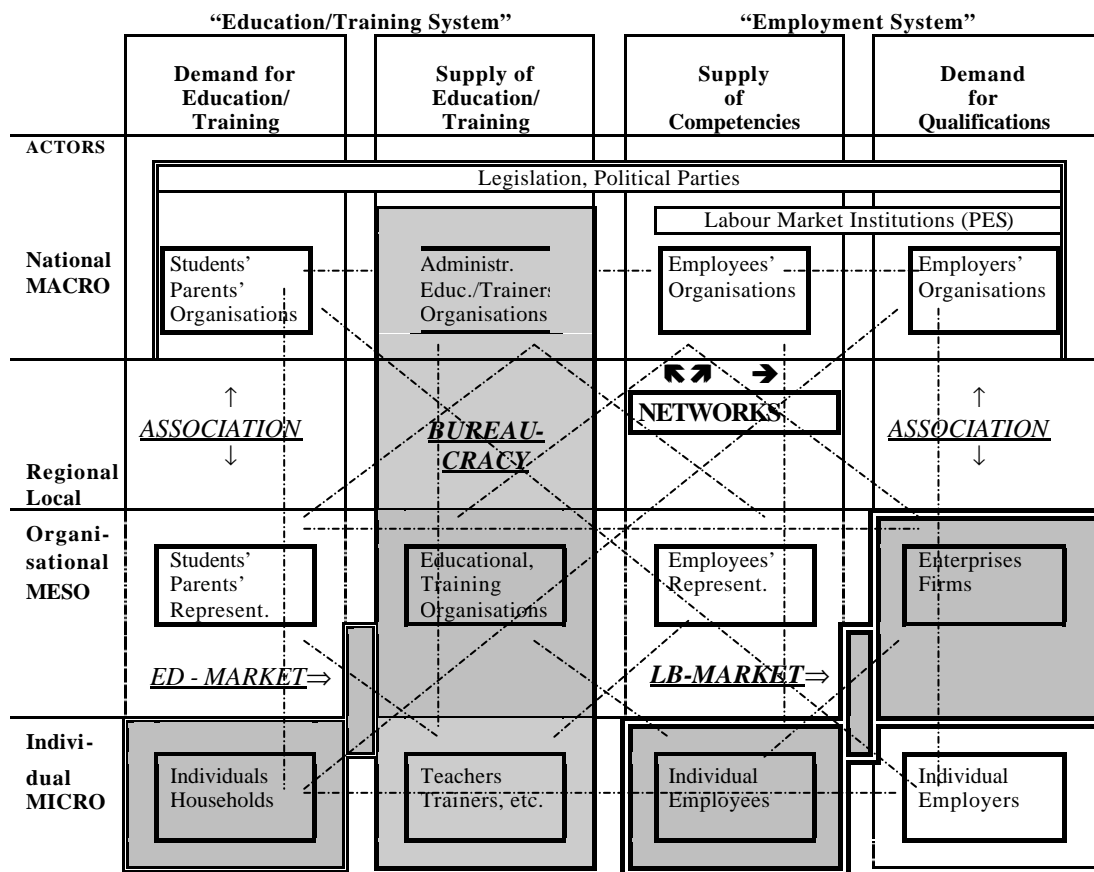 “Education/Training System” “Employment System”
Demand for Education/ Training
Supply of Education/ Training
Supply of Competencies
Demand for Qualifications
ACTORS
Legislation, Political Parties
Labour Market Institutions (PES)
National
MACRO
Students’
Parents’
Organisations
Administr.
Educ./Trainers
Organisations
Employees’
Organisations
Employers’
Organisations
↑
ASSOCIATION
↓
BUREAU-
CRACY
NETWORKS
↑
ASSOCIATION
↓
Regional
Local
Organi-
sational
MESO
Students’
Parents’
Represent.
Educational,
Training
Organisations
Employees’
Represent.
Enterprises
Firms
ED - MARKET⇒
LB-MARKET⇒
Indivi-
dual
MICRO
Individuals
Households
Teachers
Trainers, etc.
Individual
Employees
Individual
Employers